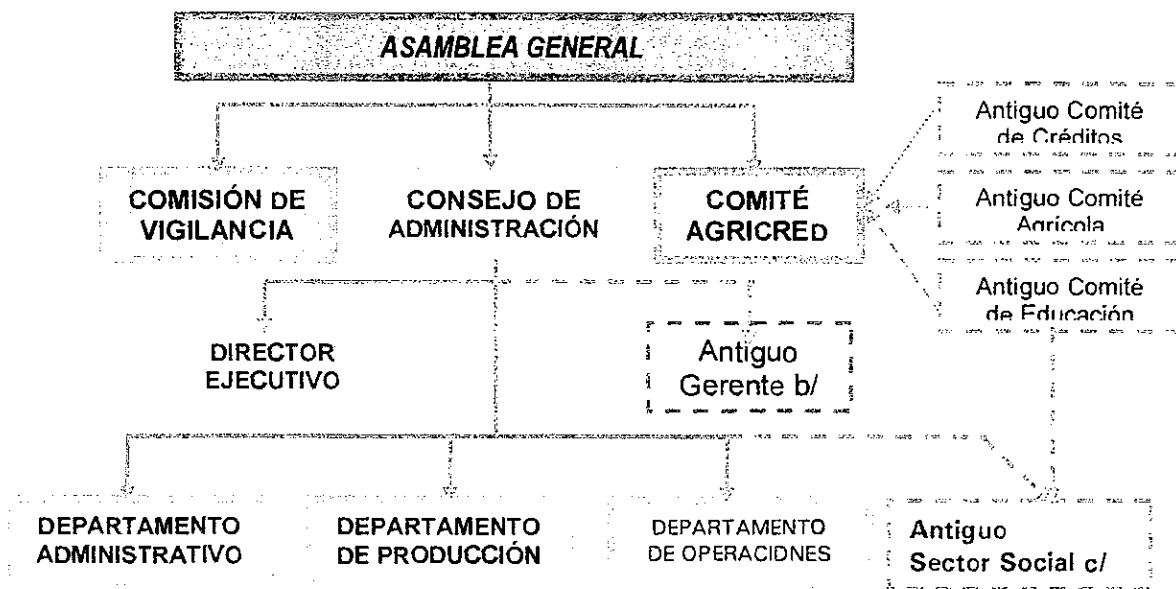 ASAMBLEA GENERAL
Antiguo Comité
de Créditos
COMISIÓN DE
VIGILANCIA
CONSEJO DE
ADMINISTRACIÓN
COMITÉ
AGRICRED
Antiguo Comité
Agrícola
Antiguo Comité
de Educación
DIRECTOR
EJECUTIVO
Antiguo
Gerente b/
DEPARTAMENTO
ADMINISTRATIVO
DEPARTAMENTO
DE PRODUCCIÓN
DEPARTAMENTO
DE OPERACIDNES
Antiguo
Sector Social c/